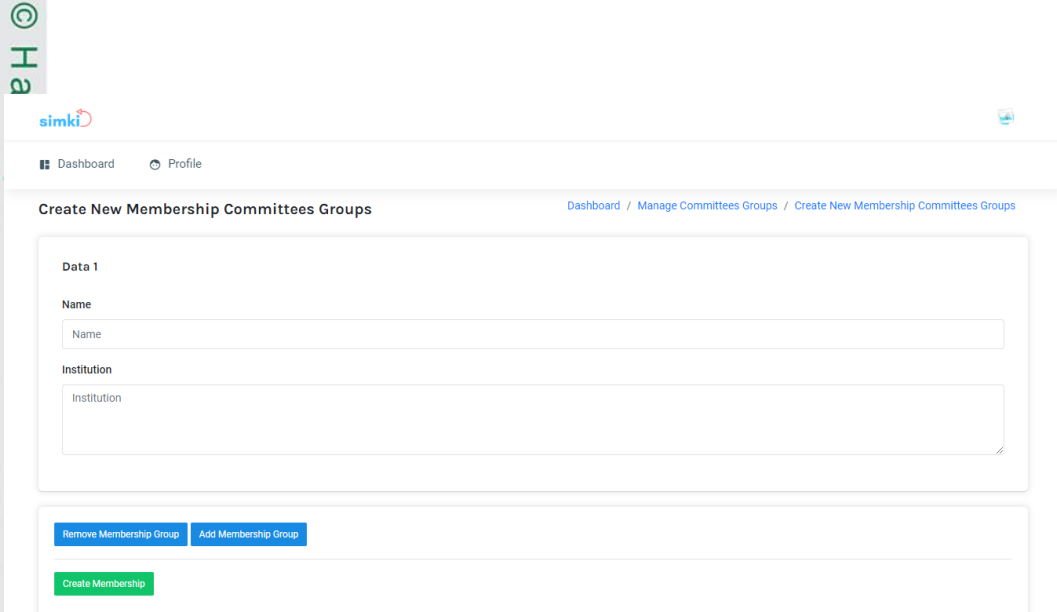 © Ha
simki
Dashboard Profile
Create New Membership Committees Groups
Dashboard / Manage Committees Groups / Create New Membership Committees Groups
Data 1
Name
Name
Institution
Institution
Remove Membership Group Add Membership Group
Create Membership